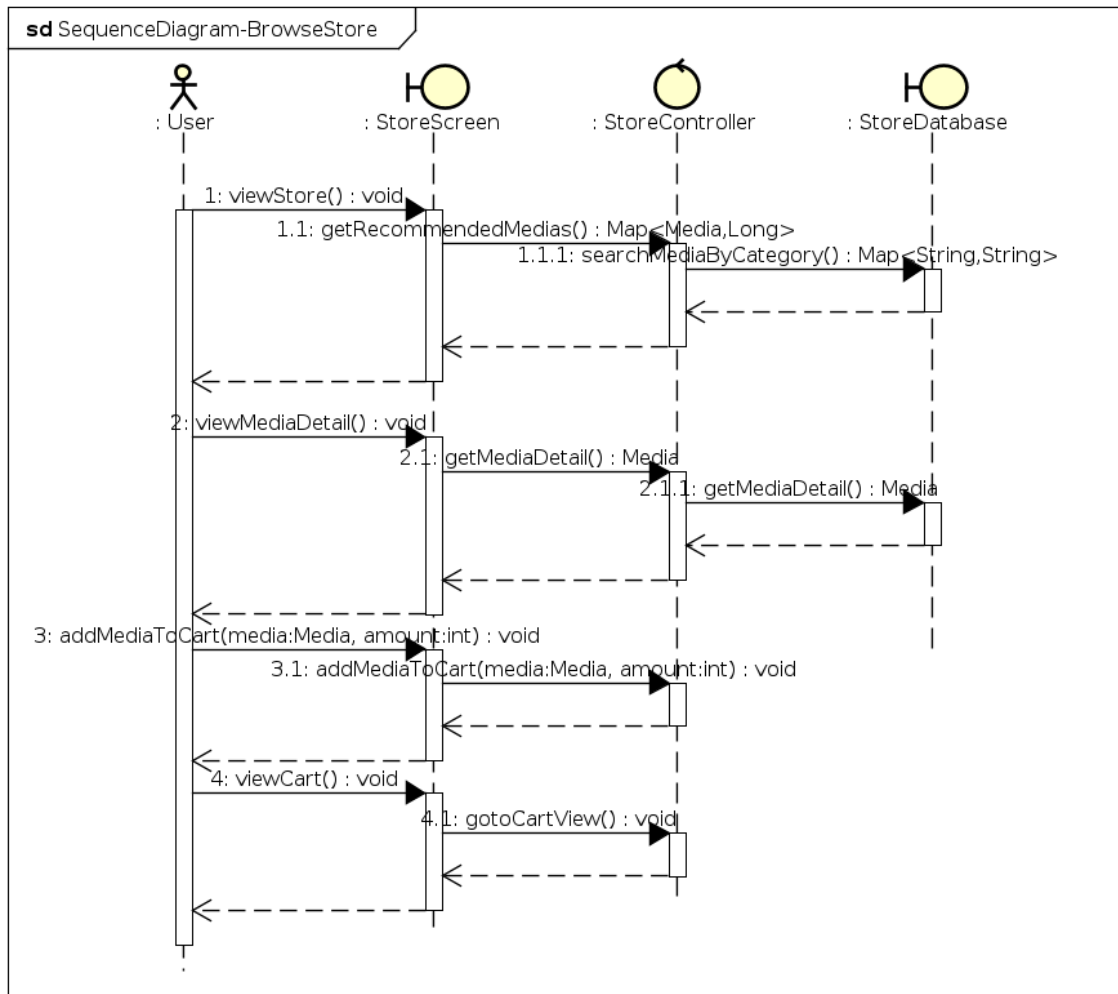 sd SequenceDiagram-BrowseStore
: User
: StoreScreen
: StoreController
: StoreDatabase
1: viewStore() : void
1.1: getRecommendedMedias() : Map<Media,Long>
1.1.1: searchMediaByCategory() : Map<String,String>
2: viewMediaDetail() : void
2.1: getMediaDetail() : Media
2.1.1: getMediaDetail() : Media
3: addMediaToCart(media:Media, amount:int) : void
3.1: addMediaToCart(media:Media, amount:int) : void
4: viewCart() : void
4.1: gotoCartView() : void